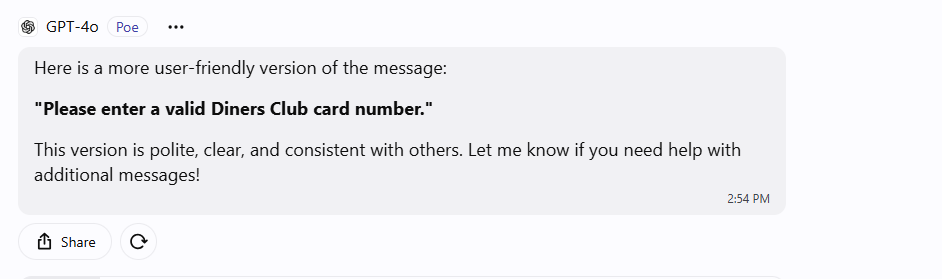 GPT-4o Poe
Here is a more user-friendly version of the message:
"Please enter a valid Diners Club card number."
This version is polite, clear, and consistent with others. Let me know if you need help with
additional messages!
2:54 PM
Share